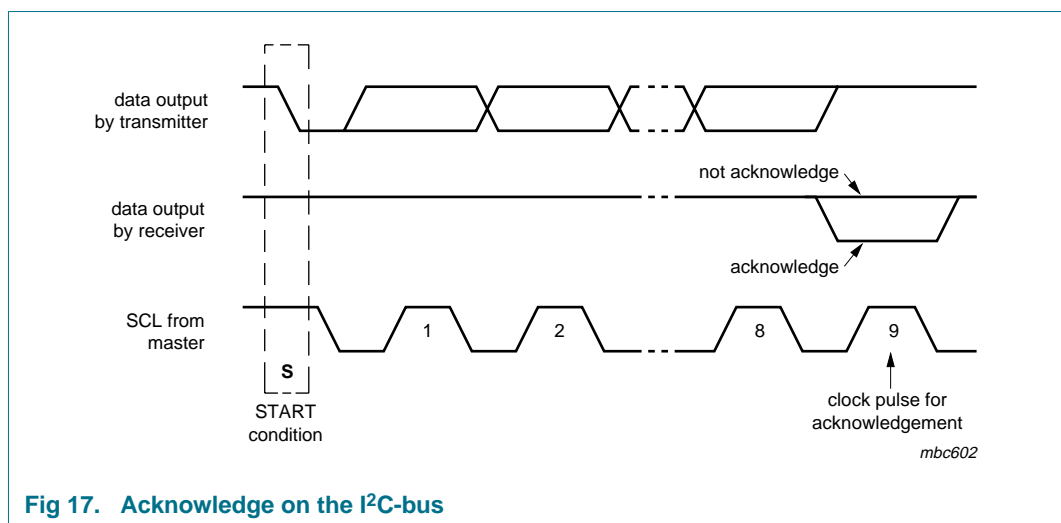 data output
by transmitter
not acknowledge
data output
by receiver
acknowledge
SCL from
master
1
2
8
9
S
START
condition
clock pulse for
acknowledgement
mbc602
Fig 17. Acknowledge on the I²C-bus